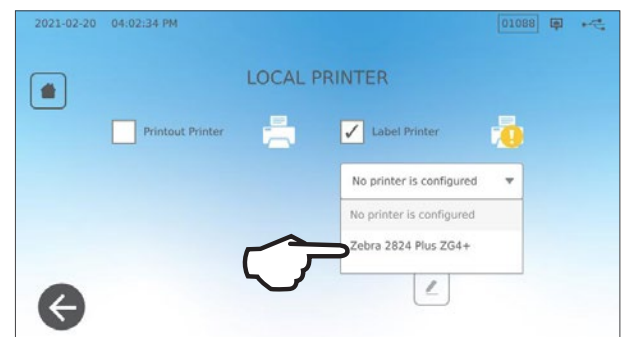 2021-02-20 04:02:34 PM 01088
LOCAL PRINTER
Printout Printer Label Printer
No printer is configured
No printer is configured
Zebra 2824 Plus ZG4+